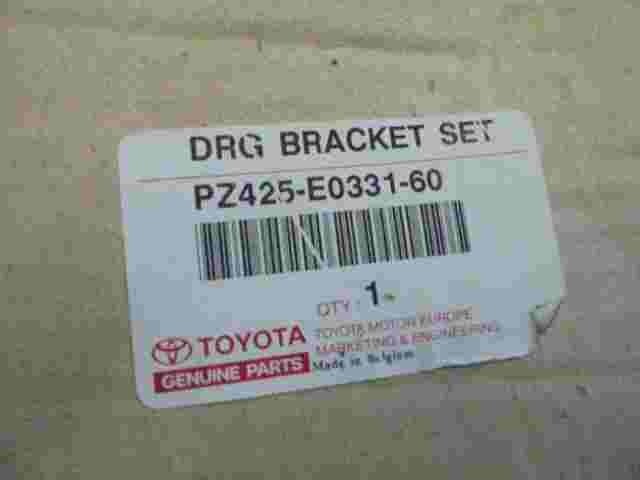 DRG BRACKET SET
PZ425-E0331-60
QTY: 1
TOYOTA
GENUINE PARTS
TOYOTA MOTOR EUROPE
MARKETING & ENGINEERING
Made in Belgium